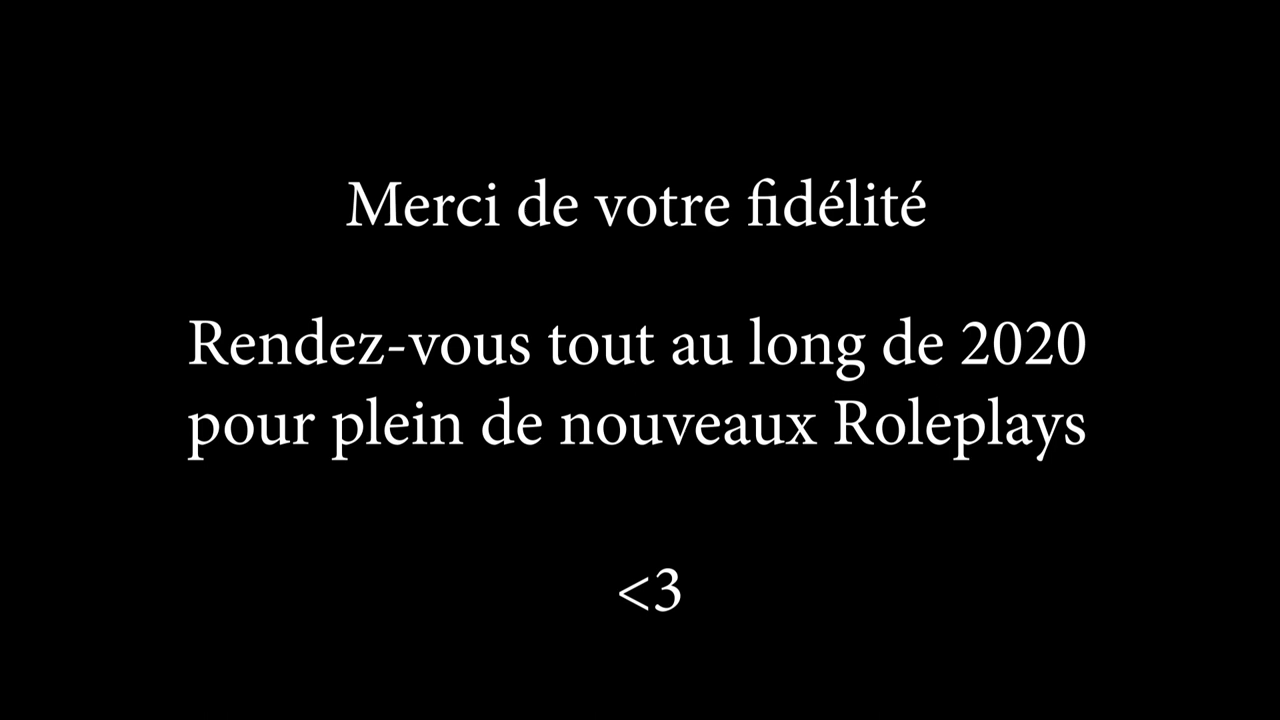 Merci de votre fidélité
Rendez-vous tout au long de 2020
pour plein de nouveaux Roleplays
<3